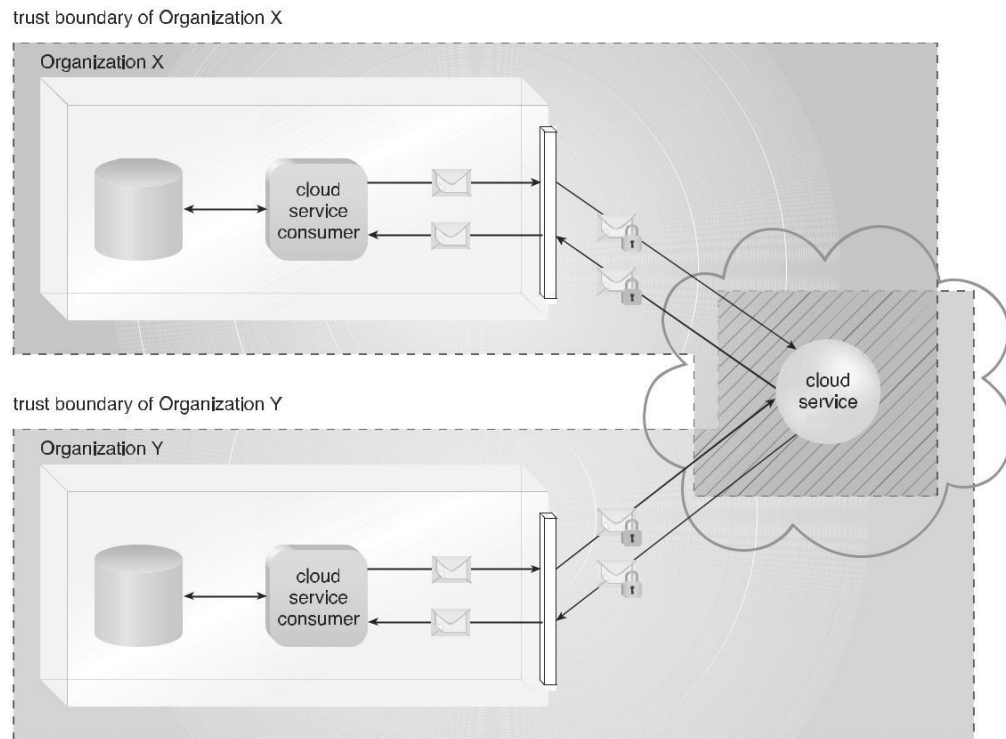 trust boundary of Organization X
Organization X
cloud
service
consumer
cloud
service
trust boundary of Organization Y
Organization Y
cloud
service
consumer